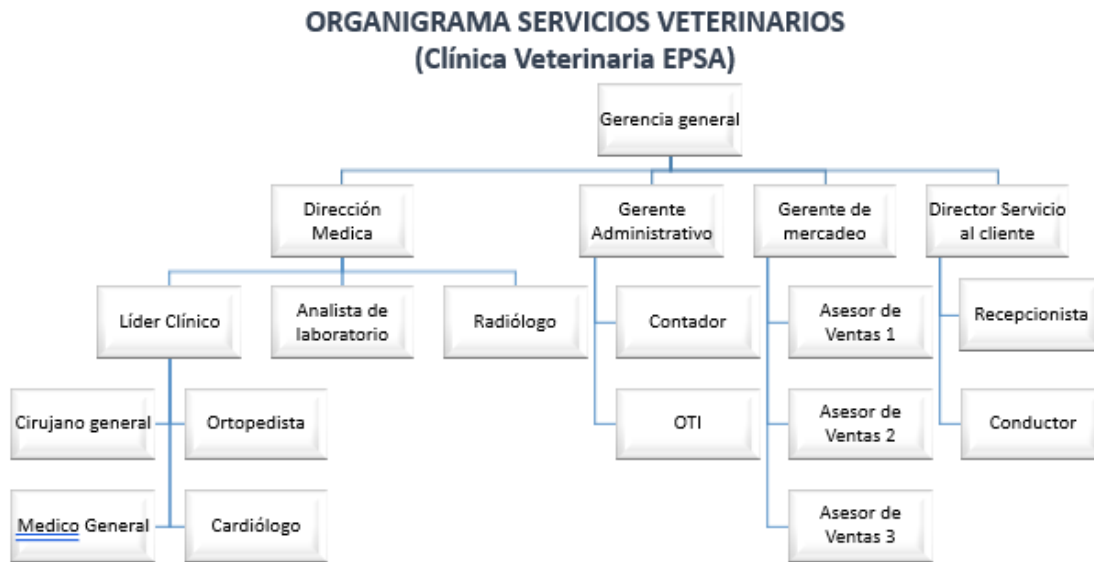 ORGANIGRAMA SERVICIOS VETERINARIOS
(Clínica Veterinaria EPSA)
Gerencia general
Dirección
Medica
Gerente
Administrativo
Gerente de
mercadeo
Director Servicio
al cliente
Líder Clínico
Analista de
laboratorio
Radiólogo
Contador
Asesor de
Ventas 1
Recepcionista
Cirujano general
Ortopedista
OTI
Asesor de
Ventas 2
Conductor
Medico General
Cardiólogo
Asesor de
Ventas 3